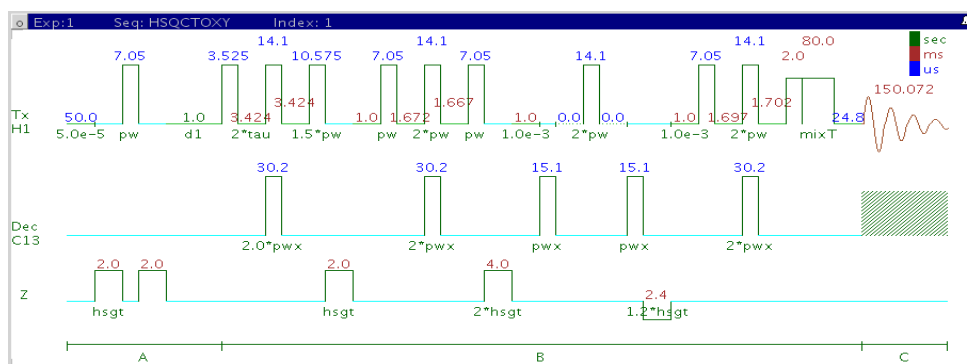 Exp:1 Seq: HSQCTOXY Index: 1
sec
ms
us
14.1 14.1 14.1 14.1 80.0
7.05 3.525 10.575 7.05 7.05 7.05 2.0
3.424 1.667 1.702 150.072
Tx 50.0 1.0 3.424 1.0 1.672 1.0 0.0 0.0 1.0 1.697 24.8
H1 5.0e-5 pw d1 2*tau 1.5*pw pw 2*pw pw 1.0e-3 2*pw 1.0e-3 2*pw mixT
30.2 30.2 15.1 15.1 30.2
Dec
C13
2.0*pwx 2*pwx pwx pwx 2*pwx
2.0 2.0 2.0 4.0
Z 2.4
hsgt hsgt 2*hsgt 1.2*hsgt
A B C